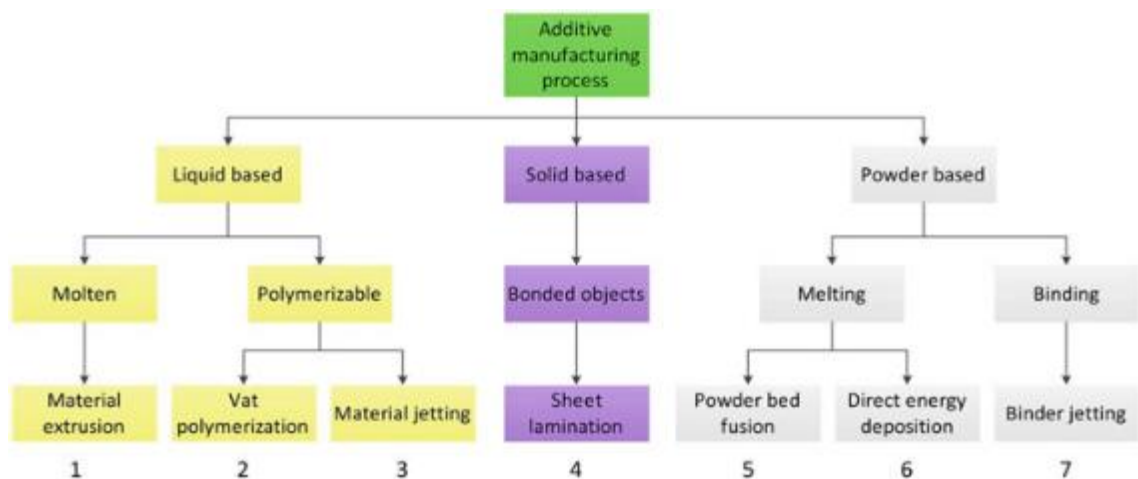 Additive
manufacturing
process
Liquid based
Solid based
Powder based
Molten
Polymerizable
Bonded objects
Melting
Binding
Material
extrusion
Vat
polymerization
Material jetting
Sheet
lamination
Powder bed
fusion
Direct energy
deposition
Binder jetting
1
2
3
4
5
6
7